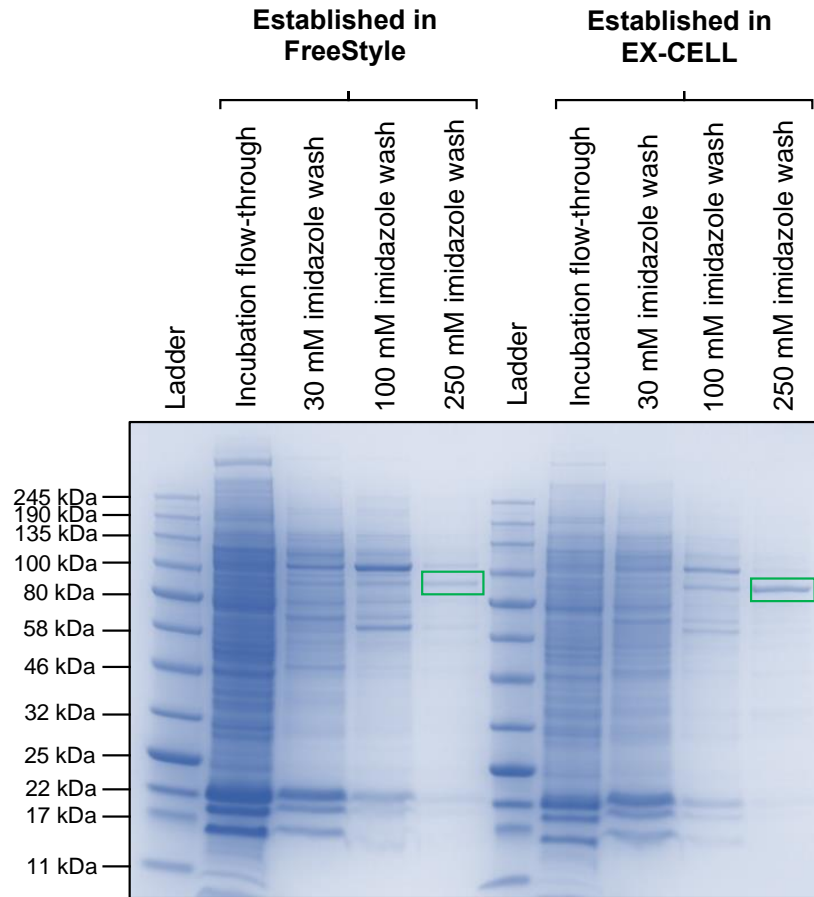 Established in
FreeStyle
Established in
EX-CELL
Ladder
Incubation flow-through
30 mM imidazole wash
100 mM imidazole wash
250 mM imidazole wash
Ladder
Incubation flow-through
30 mM imidazole wash
100 mM imidazole wash
250 mM imidazole wash
245 kDa
190 kDa
135 kDa
100 kDa
80 kDa
58 kDa
46 kDa
32 kDa
25 kDa
22 kDa
17 kDa
11 kDa